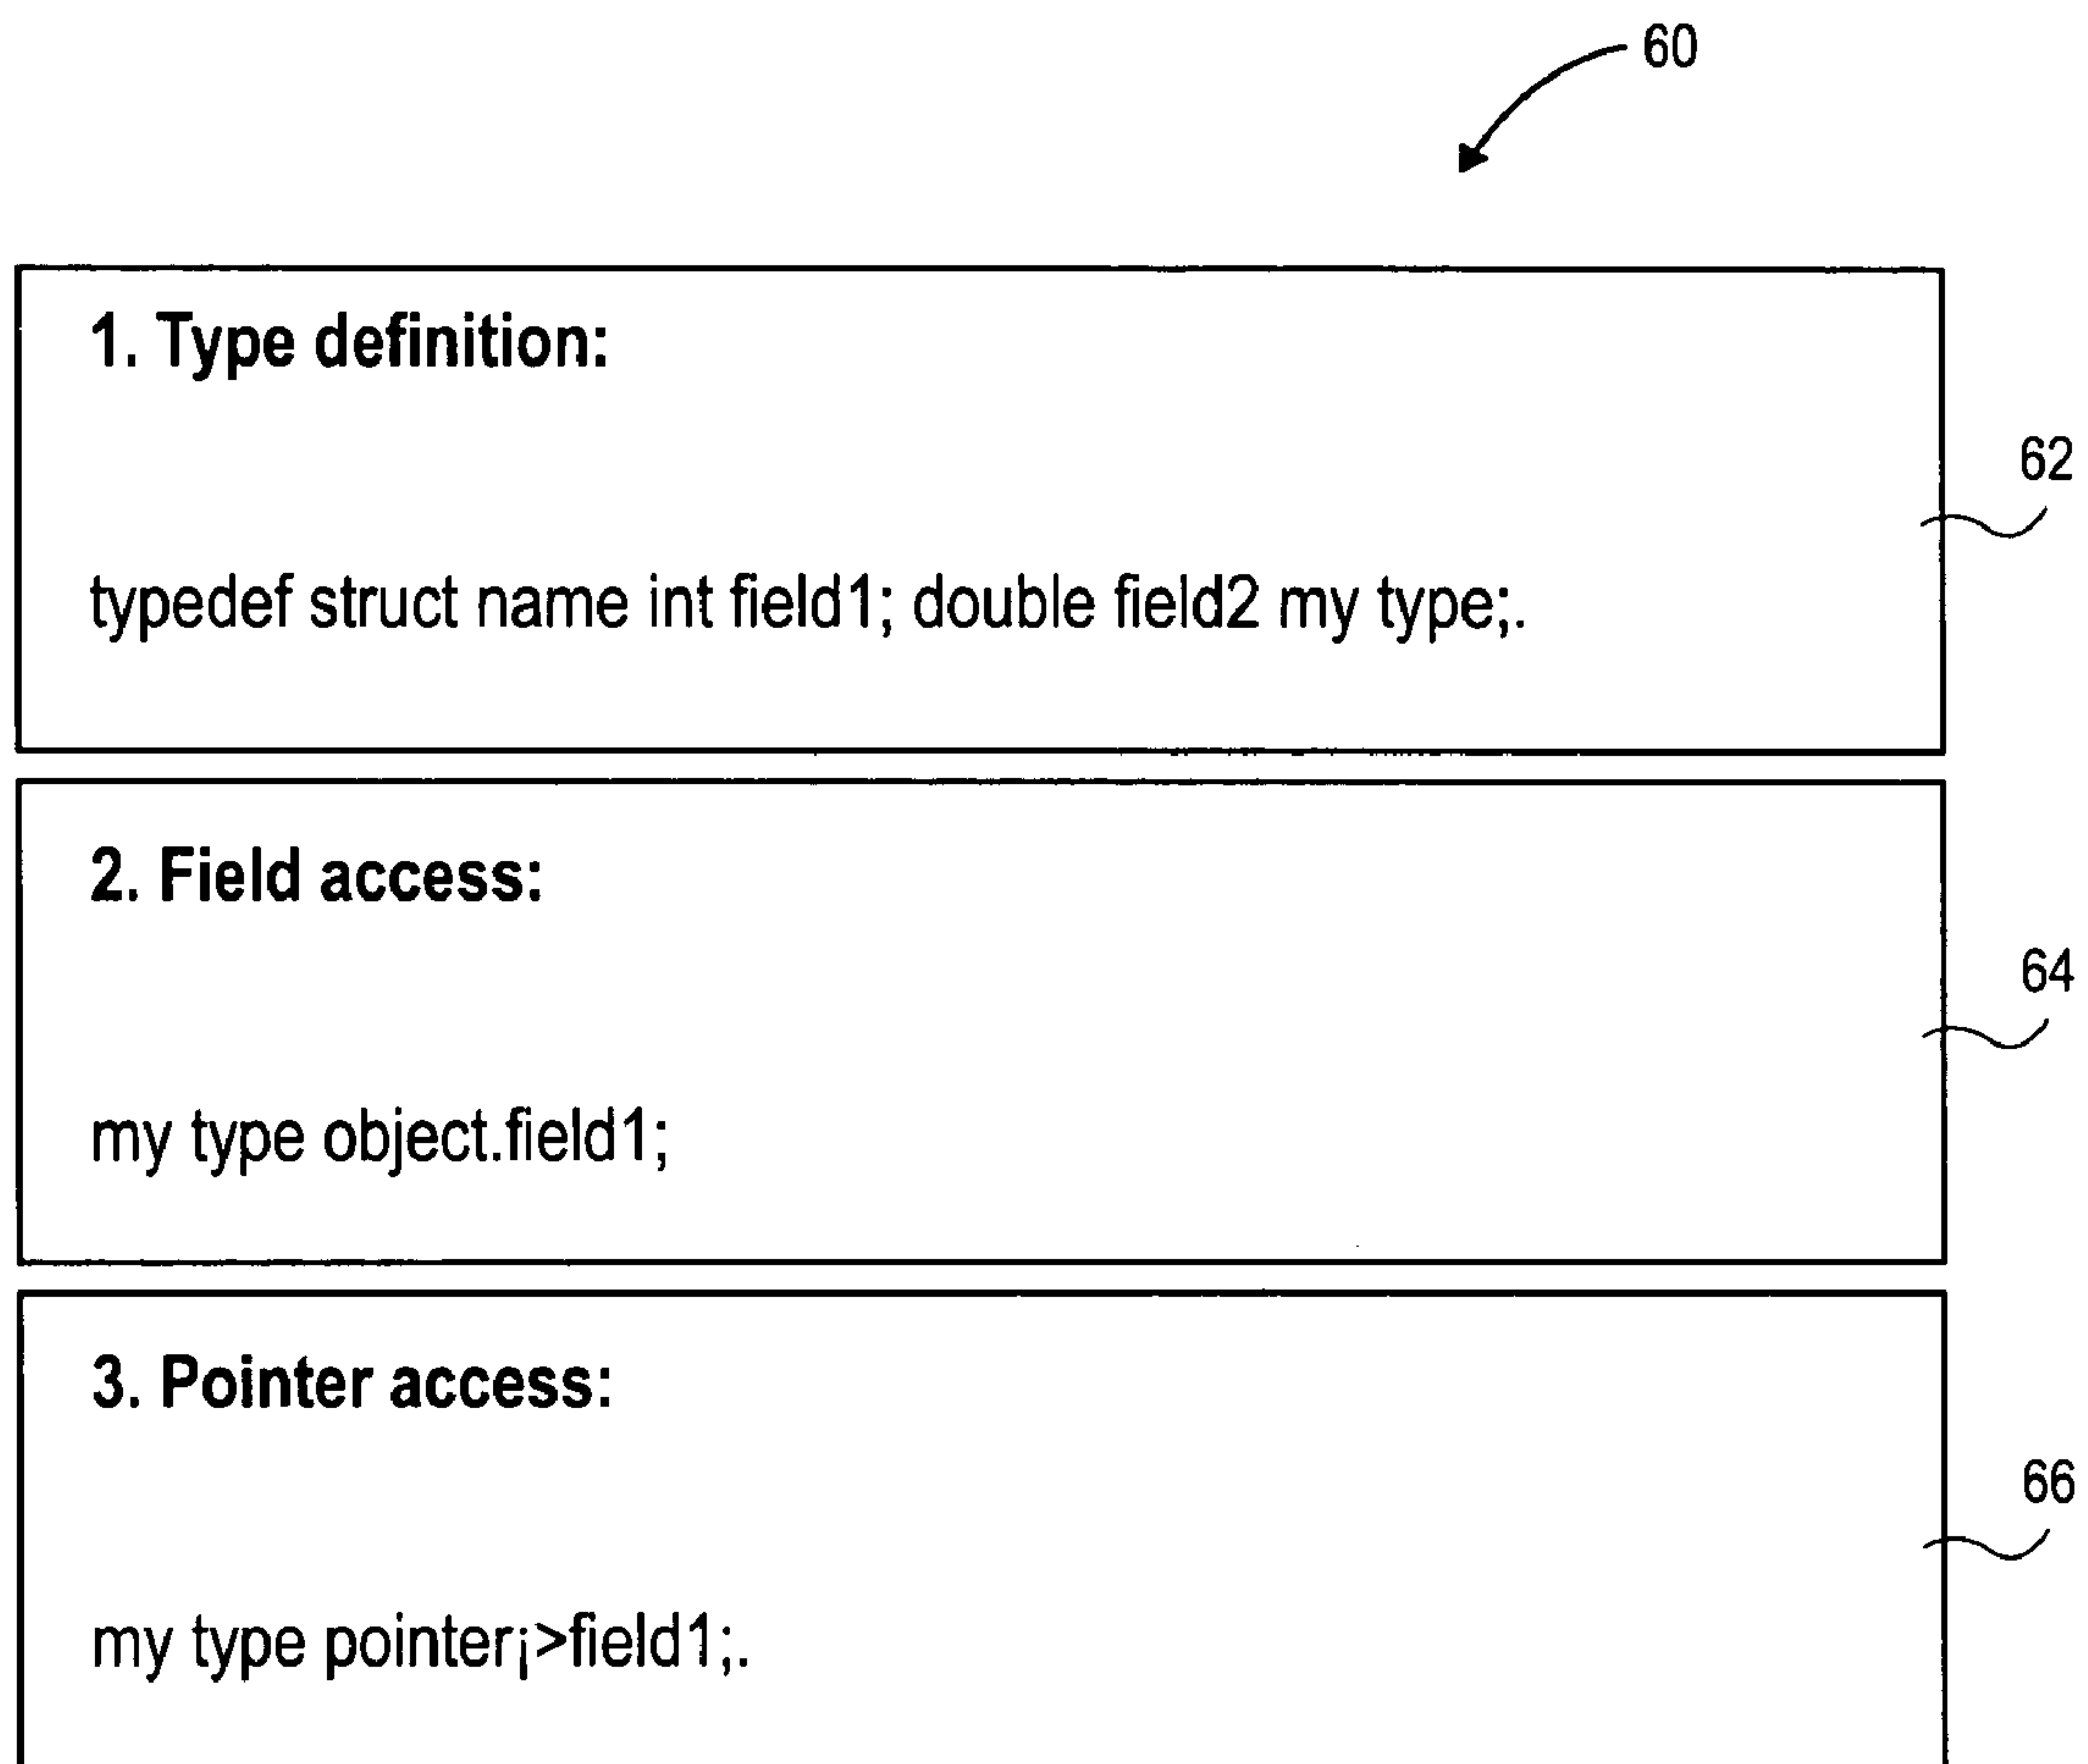 60
1. Type definition:
62
typedef struct name int field1; double field2 my type;.
2. Field access:
64
my type object.field1;
3. Pointer access:
66
my type pointer¡>field1;.